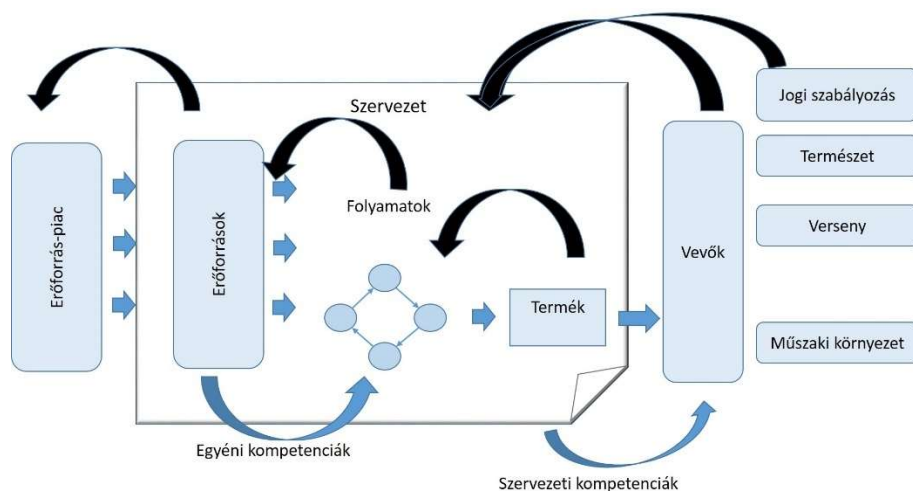 Szervezet
Jogi szabályozás
Természet
Verseny
Műszaki környezet
Erőforrás-piac
Erőforrások
Folyamatok
Termék
Vevők
Egyéni kompetenciák
Szervezeti kompetenciák